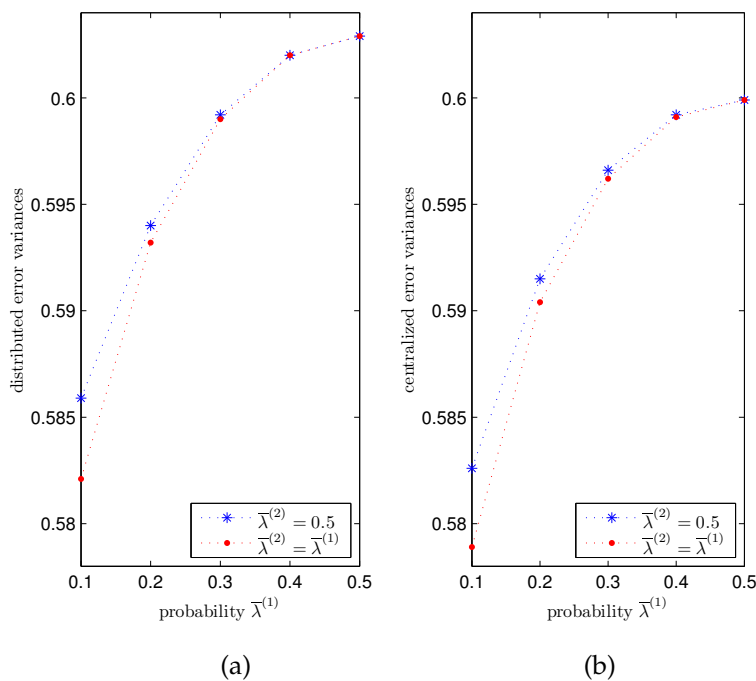 0.6
0.595
0.59
0.585
0.58
0.1 0.2 0.3 0.4 0.5
distributed error variances
probability λ̅⁽¹⁾
λ̅⁽²⁾ = 0.5
λ̅⁽²⁾ = λ̅⁽¹⁾
(a)
0.6
0.595
0.59
0.585
0.58
0.1 0.2 0.3 0.4 0.5
centralized error variances
probability λ̅⁽¹⁾
λ̅⁽²⁾ = 0.5
λ̅⁽²⁾ = λ̅⁽¹⁾
(b)